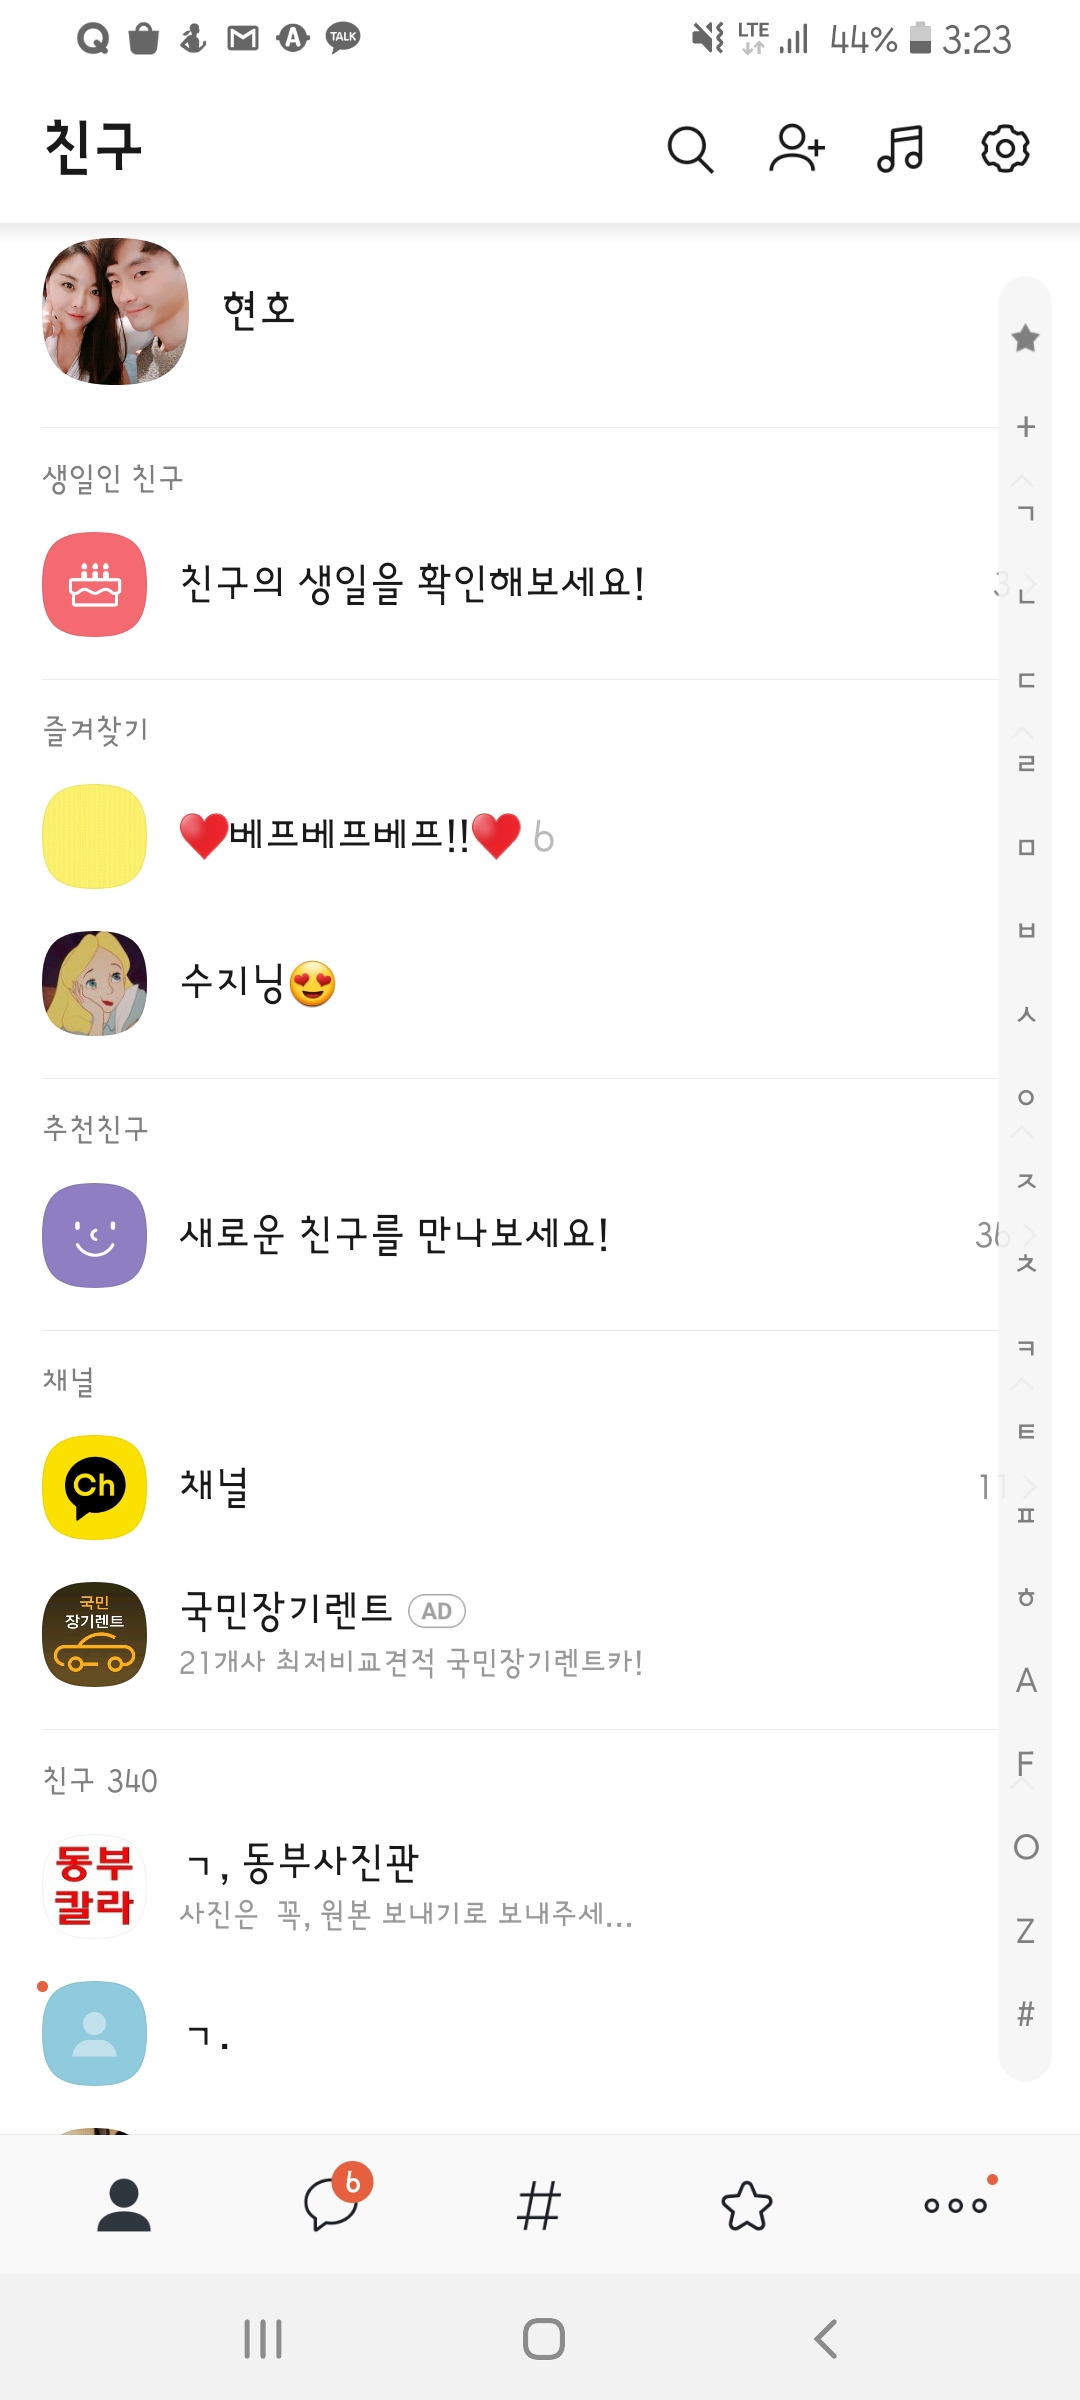 TALK
LTE
44%
3:23
친구
현호
생일인 친구
친구의 생일을 확인해보세요!
3
즐겨찾기
❤베프베프베프!!❤ 6
수지닝😍
추천친구
새로운 친구를 만나보세요!
36
채널
Ch
채널
11
국민
장기렌트
국민장기렌트 AD
21개사 최저비교견적 국민장기렌트카!
친구 340
동부
칼라
ㄱ, 동부사진관
사진은 꼭, 원본 보내기로 보내주세...
ㄱ.
★
+
ㄱ
ㄴ
ㄷ
ㄹ
ㅁ
ㅂ
ㅅ
ㅇ
ㅈ
ㅊ
ㅋ
ㅌ
ㅍ
ㅎ
A
F
O
Z
#
6
#